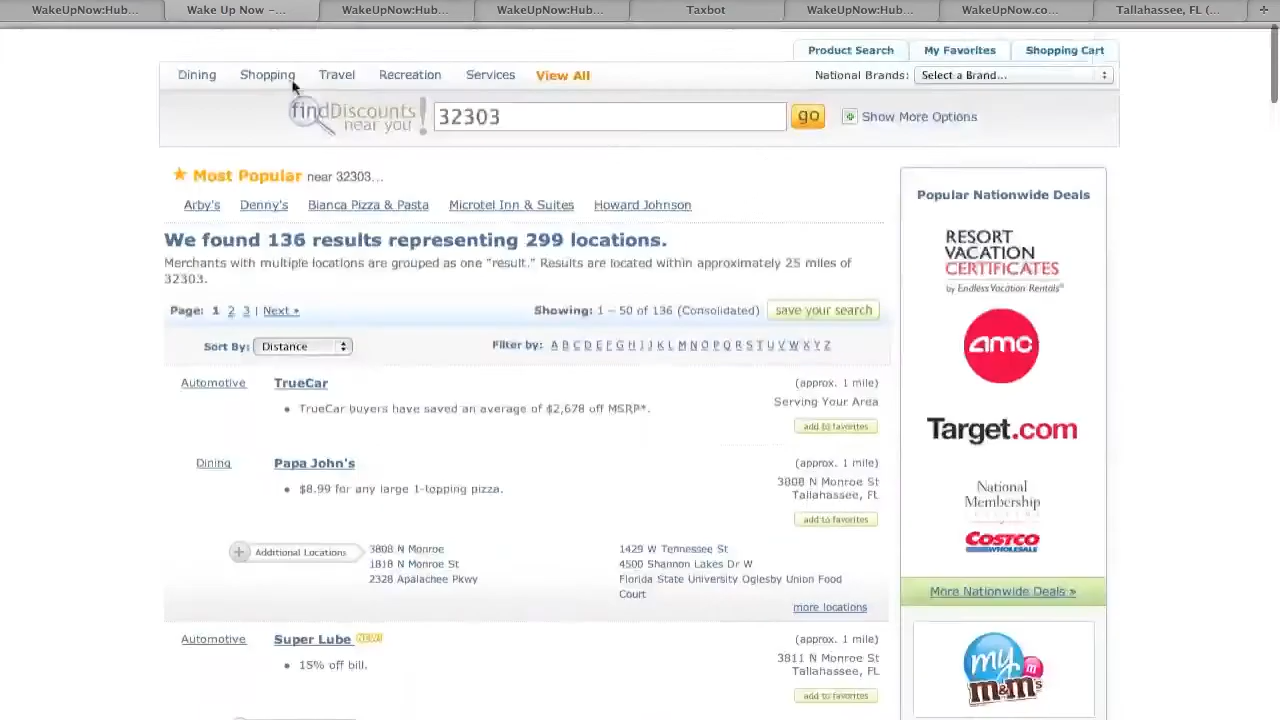 WakeUpNow:Hub...
Wake Up Now –...
WakeUpNow:Hub...
WakeUpNow:Hub...
Taxbot
WakeUpNow:Hub...
WakeUpNow.co...
Tallahassee, FL (...
Product Search
My Favorites
Shopping Cart
Dining
Shopping
Travel
Recreation
Services
View All
National Brands:
Select a Brand...
findDiscounts
near you!
32303
go
Show More Options
Most Popular near 32303...
Arby's
Denny's
Bianca Pizza & Pasta
Microtel Inn & Suites
Howard Johnson
We found 136 results representing 299 locations.
Merchants with multiple locations are grouped as one "result." Results are located within approximately 25 miles of
32303.
Page: 1 2 3 | Next »
Showing: 1 – 50 of 136 (Consolidated)
save your search
Sort By: Distance
Filter by: A B C D E F G H I J K L M N O P Q R S T U V W X Y Z
Automotive
TrueCar
(approx. 1 mile)
Serving Your Area
• TrueCar buyers have saved an average of $2,678 off MSRP*.
add to favorites
Dining
Papa John's
(approx. 1 mile)
• $8.99 for any large 1-topping pizza.
3808 N Monroe St
Tallahassee, FL
add to favorites
Additional Locations
3808 N Monroe
1818 N Monroe St
2328 Apalachee Pkwy
1429 W Tennessee St
4500 Shannon Lakes Dr W
Florida State University Oglesby Union Food
Court
more locations
Automotive
Super Lube NEW!
(approx. 1 mile)
• 15% off bill.
3811 N Monroe St
Tallahassee, FL
add to favorites
Popular Nationwide Deals
RESORT
VACATION
CERTIFICATES
by Endless Vacation Rentals®
amc
Target.com
National
Membership
COSTCO
WHOLESALE
More Nationwide Deals »
my
m
m&m's